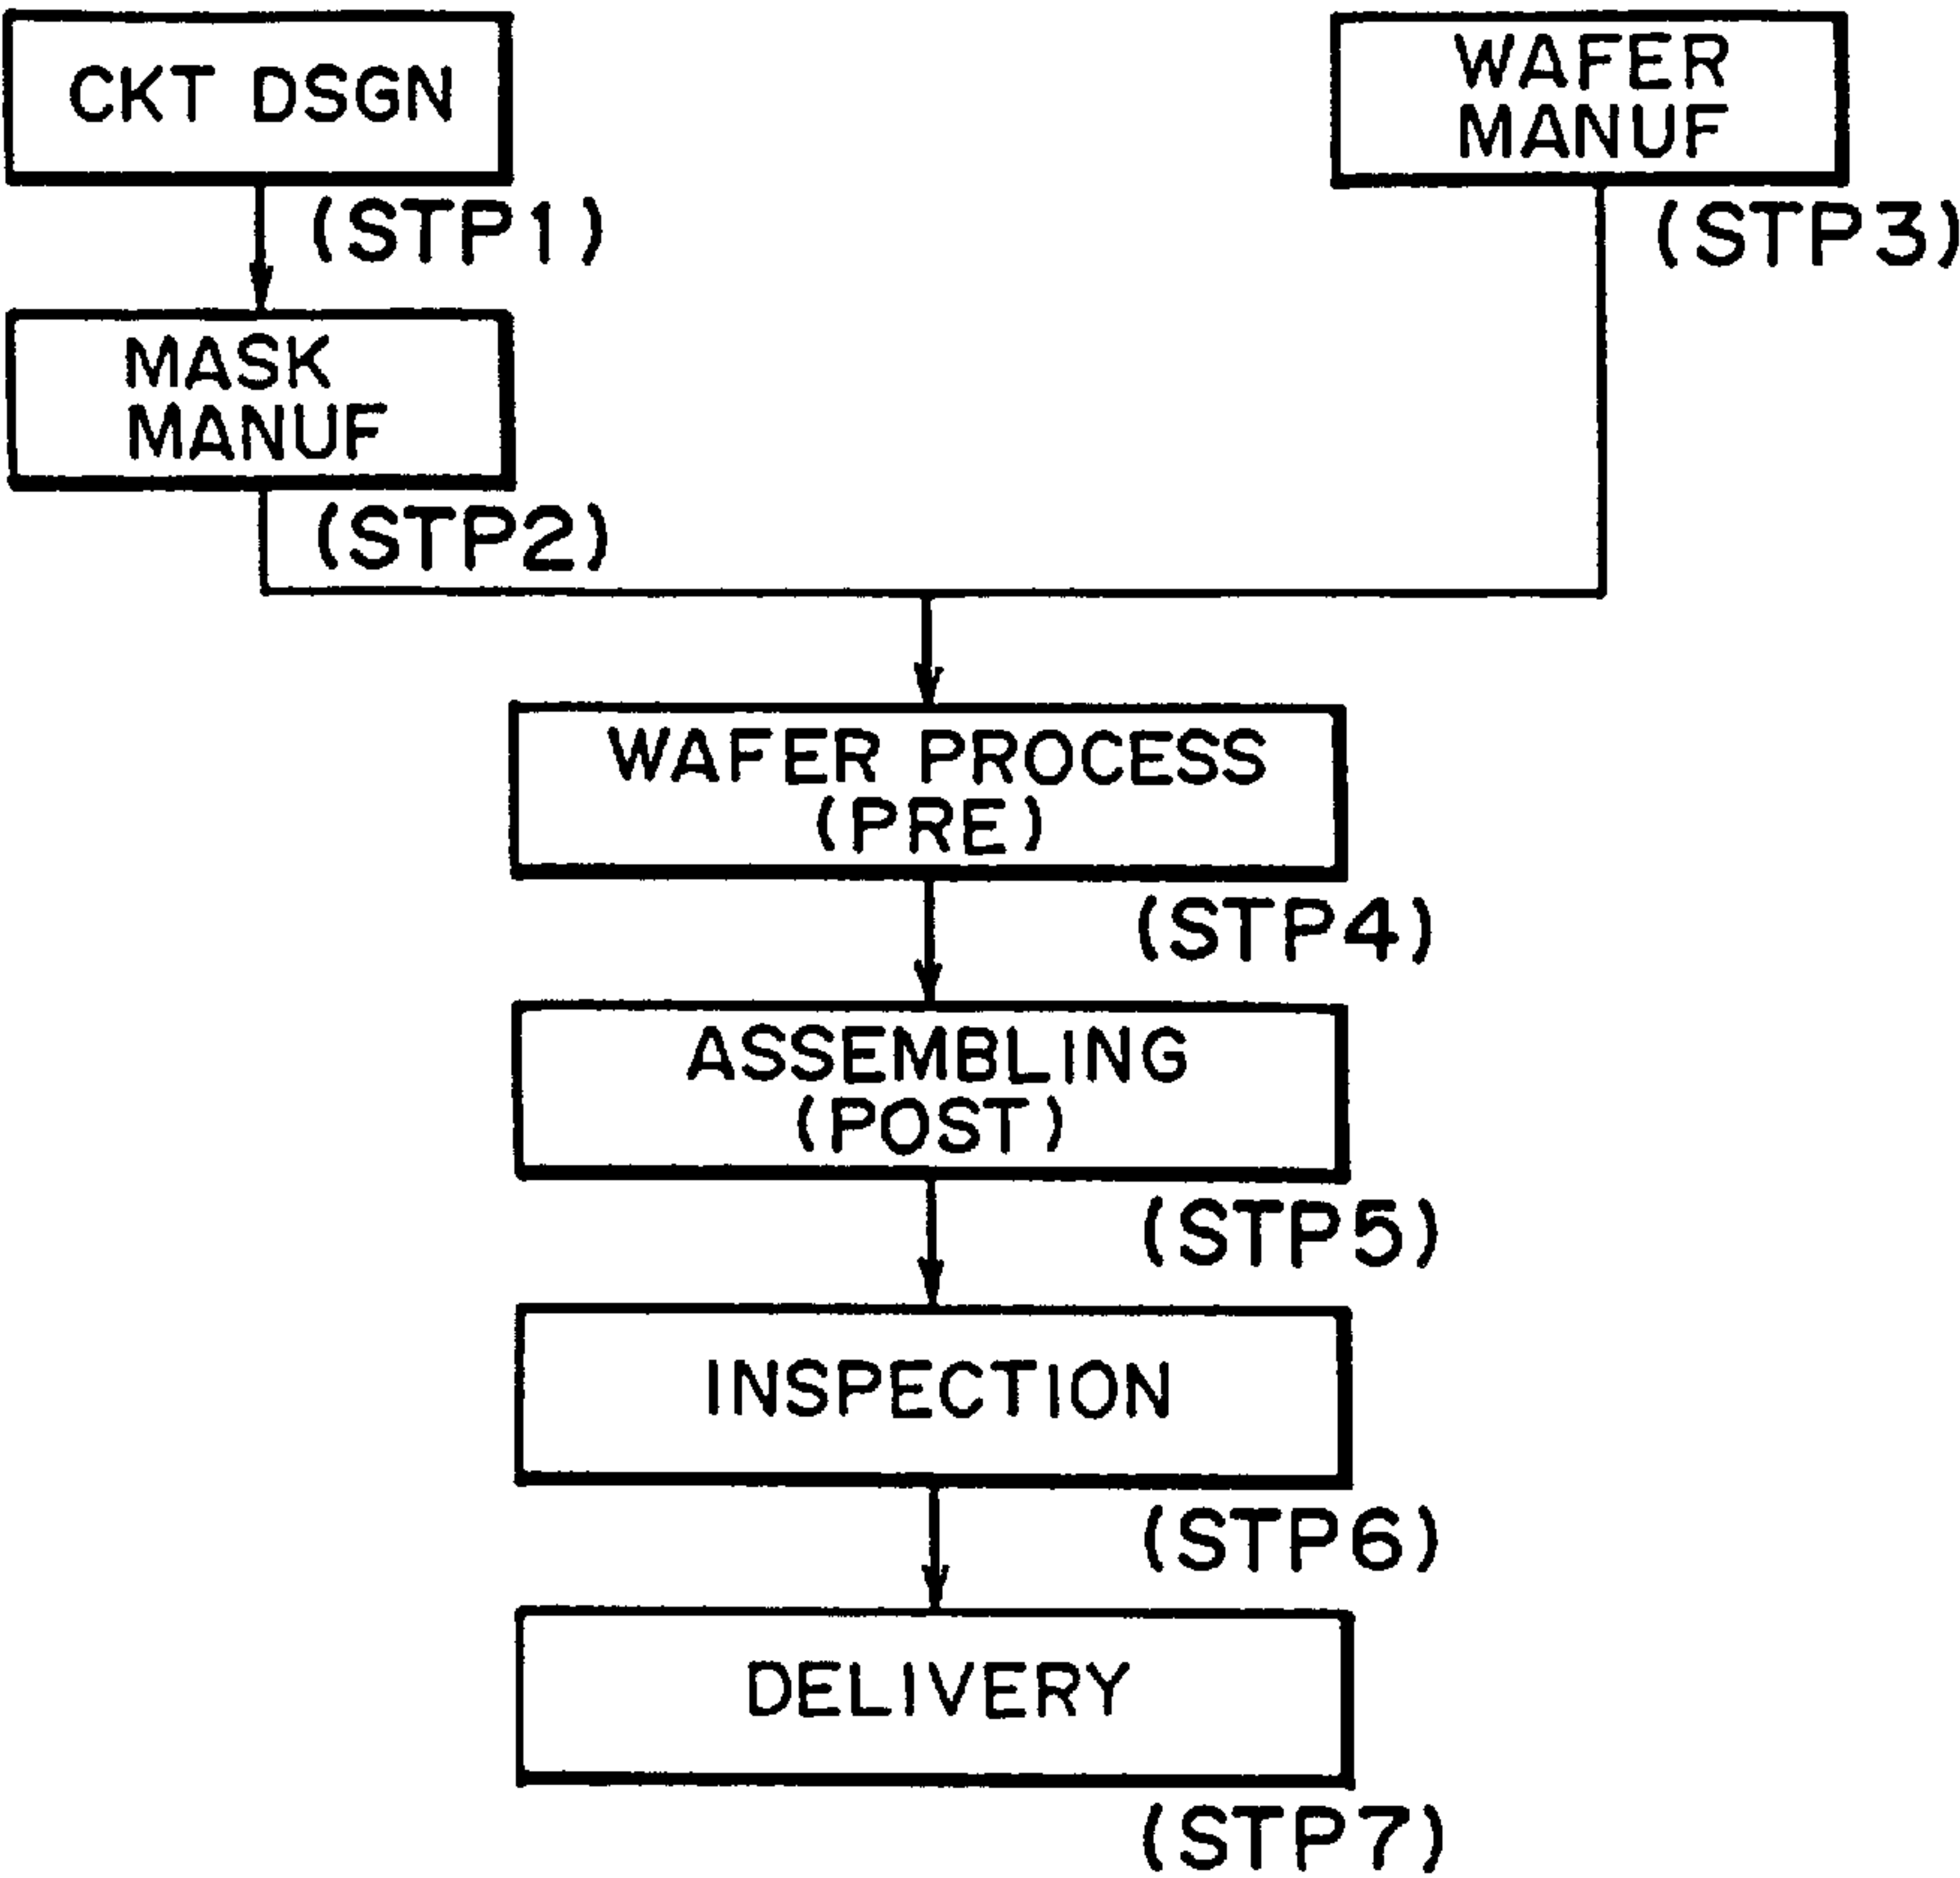 CKT DSGN
(STP1)
WAFER
MANUF
(STP3)
MASK
MANUF
(STP2)
WAFER PROCESS
(PRE)
(STP4)
ASSEMBLING
(POST)
(STP5)
INSPECTION
(STP6)
DELIVERY
(STP7)